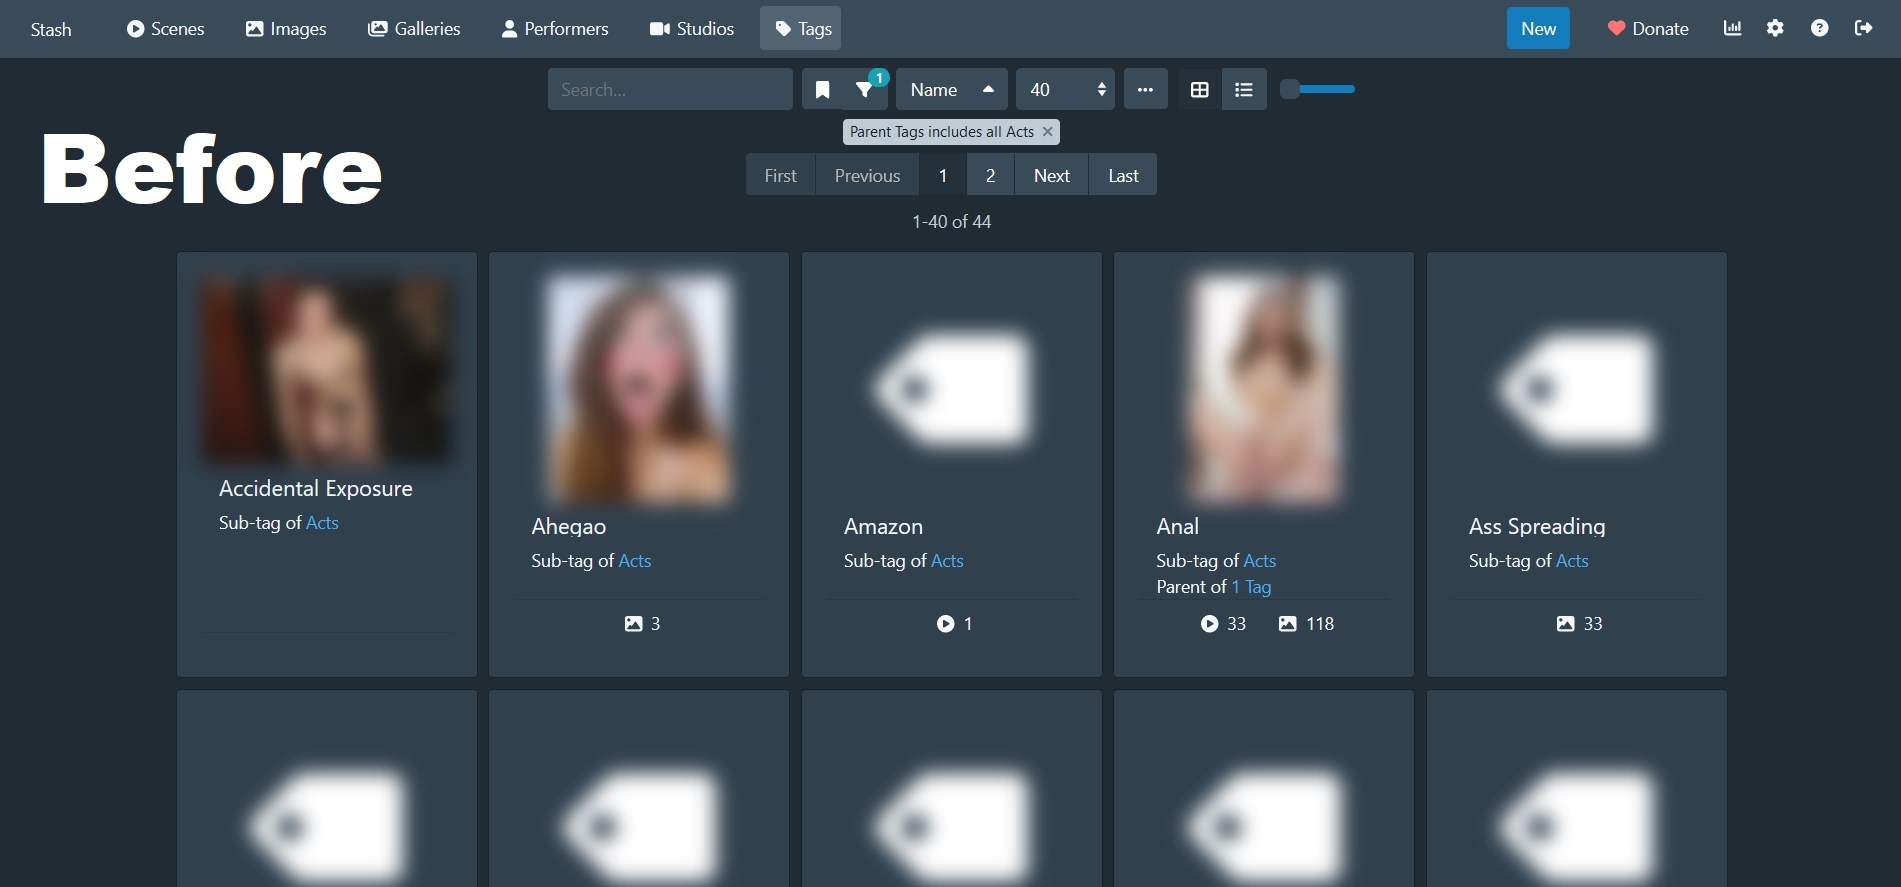 Stash Scenes Images Galleries Performers Studios Tags New Donate
Search... 1 Name 40
Parent Tags includes all Acts
Before
First Previous 1 2 Next Last
1-40 of 44
Accidental Exposure
Sub-tag of Acts
Ahegao
Sub-tag of Acts
3
Amazon
Sub-tag of Acts
1
Anal
Sub-tag of Acts
Parent of 1 Tag
33 118
Ass Spreading
Sub-tag of Acts
33